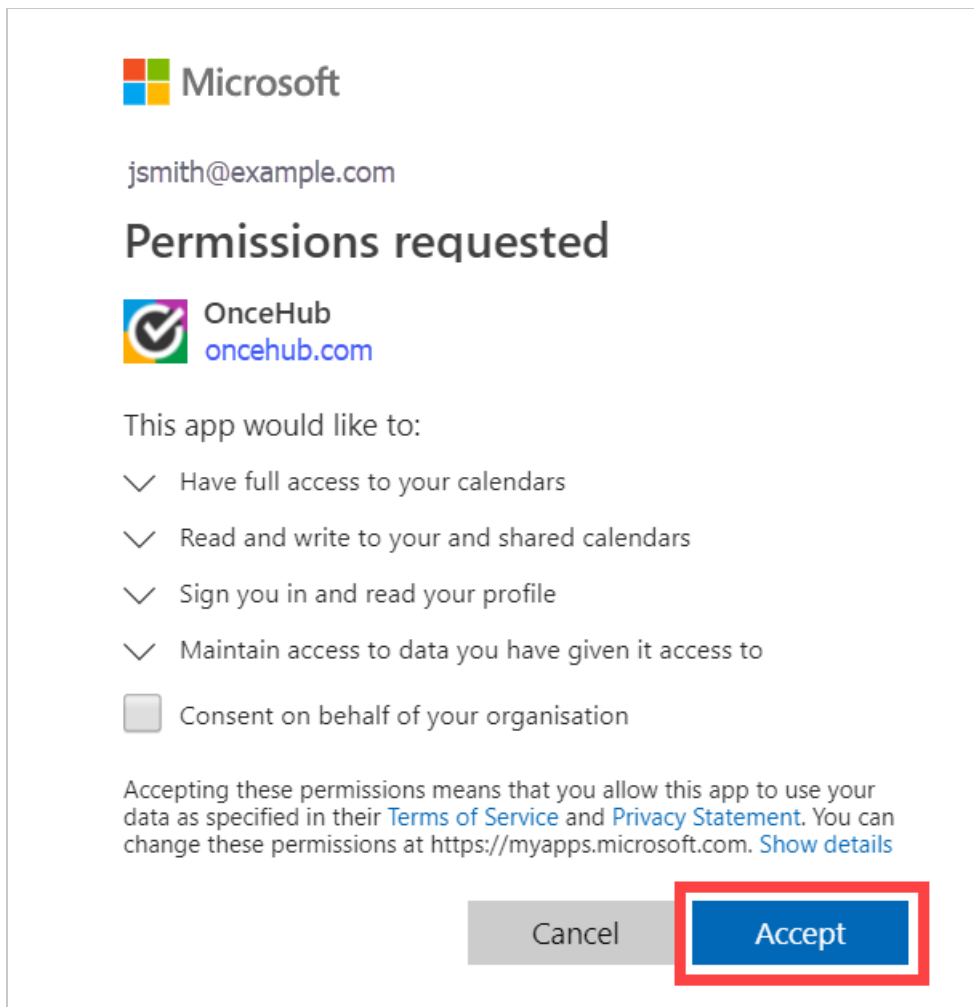 Microsoft
jsmith@example.com
Permissions requested
OnceHub
oncehub.com
This app would like to:
Have full access to your calendars
Read and write to your and shared calendars
Sign you in and read your profile
Maintain access to data you have given it access to
Consent on behalf of your organisation
Accepting these permissions means that you allow this app to use your
data as specified in their Terms of Service and Privacy Statement. You can
change these permissions at https://myapps.microsoft.com. Show details
Cancel Accept